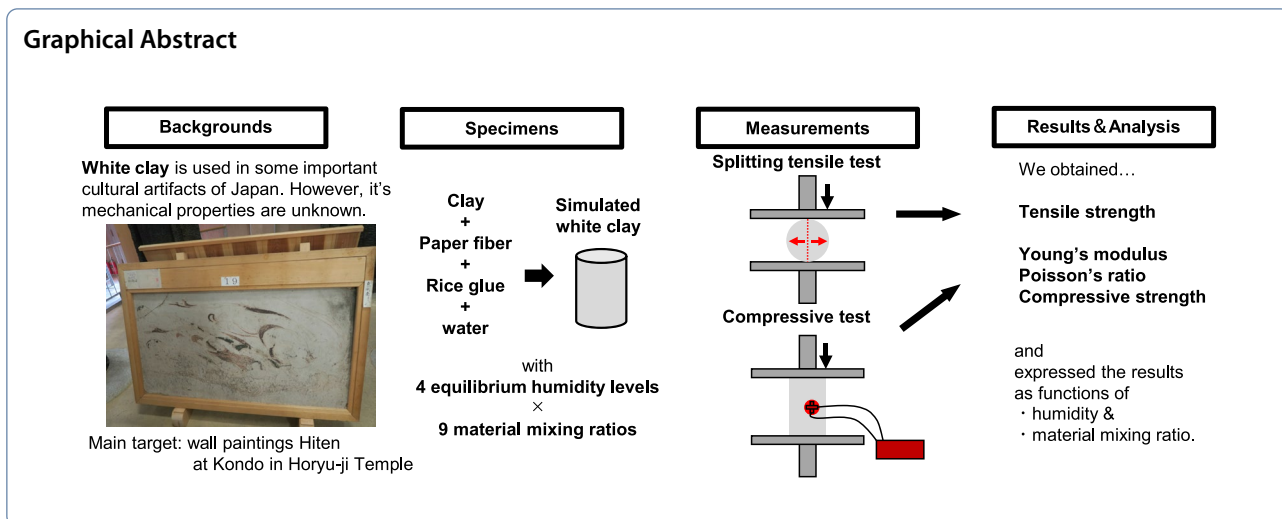 Graphical Abstract
Backgrounds
White clay is used in some important
cultural artifacts of Japan. However, it's
mechanical properties are unknown.
19
Main target: wall paintings Hiten
at Kondo in Horyu-ji Temple
Specimens
Clay
+
Paper fiber
+
Rice glue
+
water
Simulated
white clay
with
4 equilibrium humidity levels
×
9 material mixing ratios
Measurements
Splitting tensile test
Compressive test
Results & Analysis
We obtained…
Tensile strength
Young's modulus
Poisson's ratio
Compressive strength
and
expressed the results
as functions of
・humidity &
・material mixing ratio.